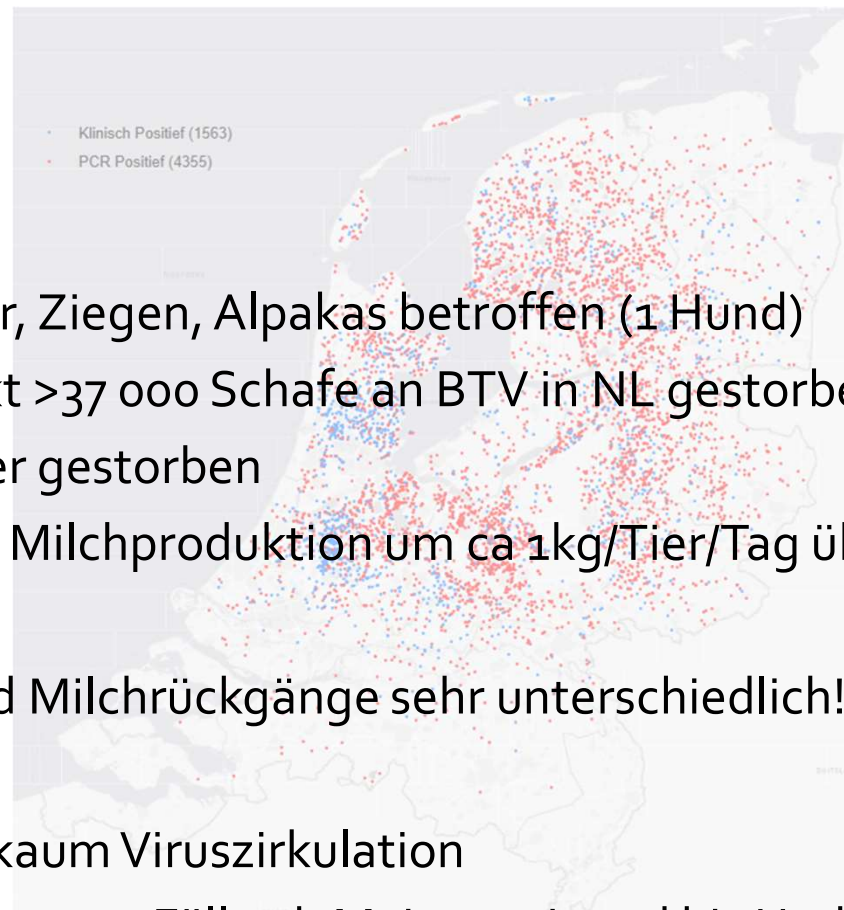 Klinisch Positief (1563)
PCR Positief (4355)
r, Ziegen, Alpakas betroffen (1 Hund)
kt >37 000 Schafe an BTV in NL gestorbe
er gestorben
Milchproduktion um ca 1kg/Tier/Tag ü
d Milchrückgänge sehr unterschiedlich!
kaum Viruszirkulation